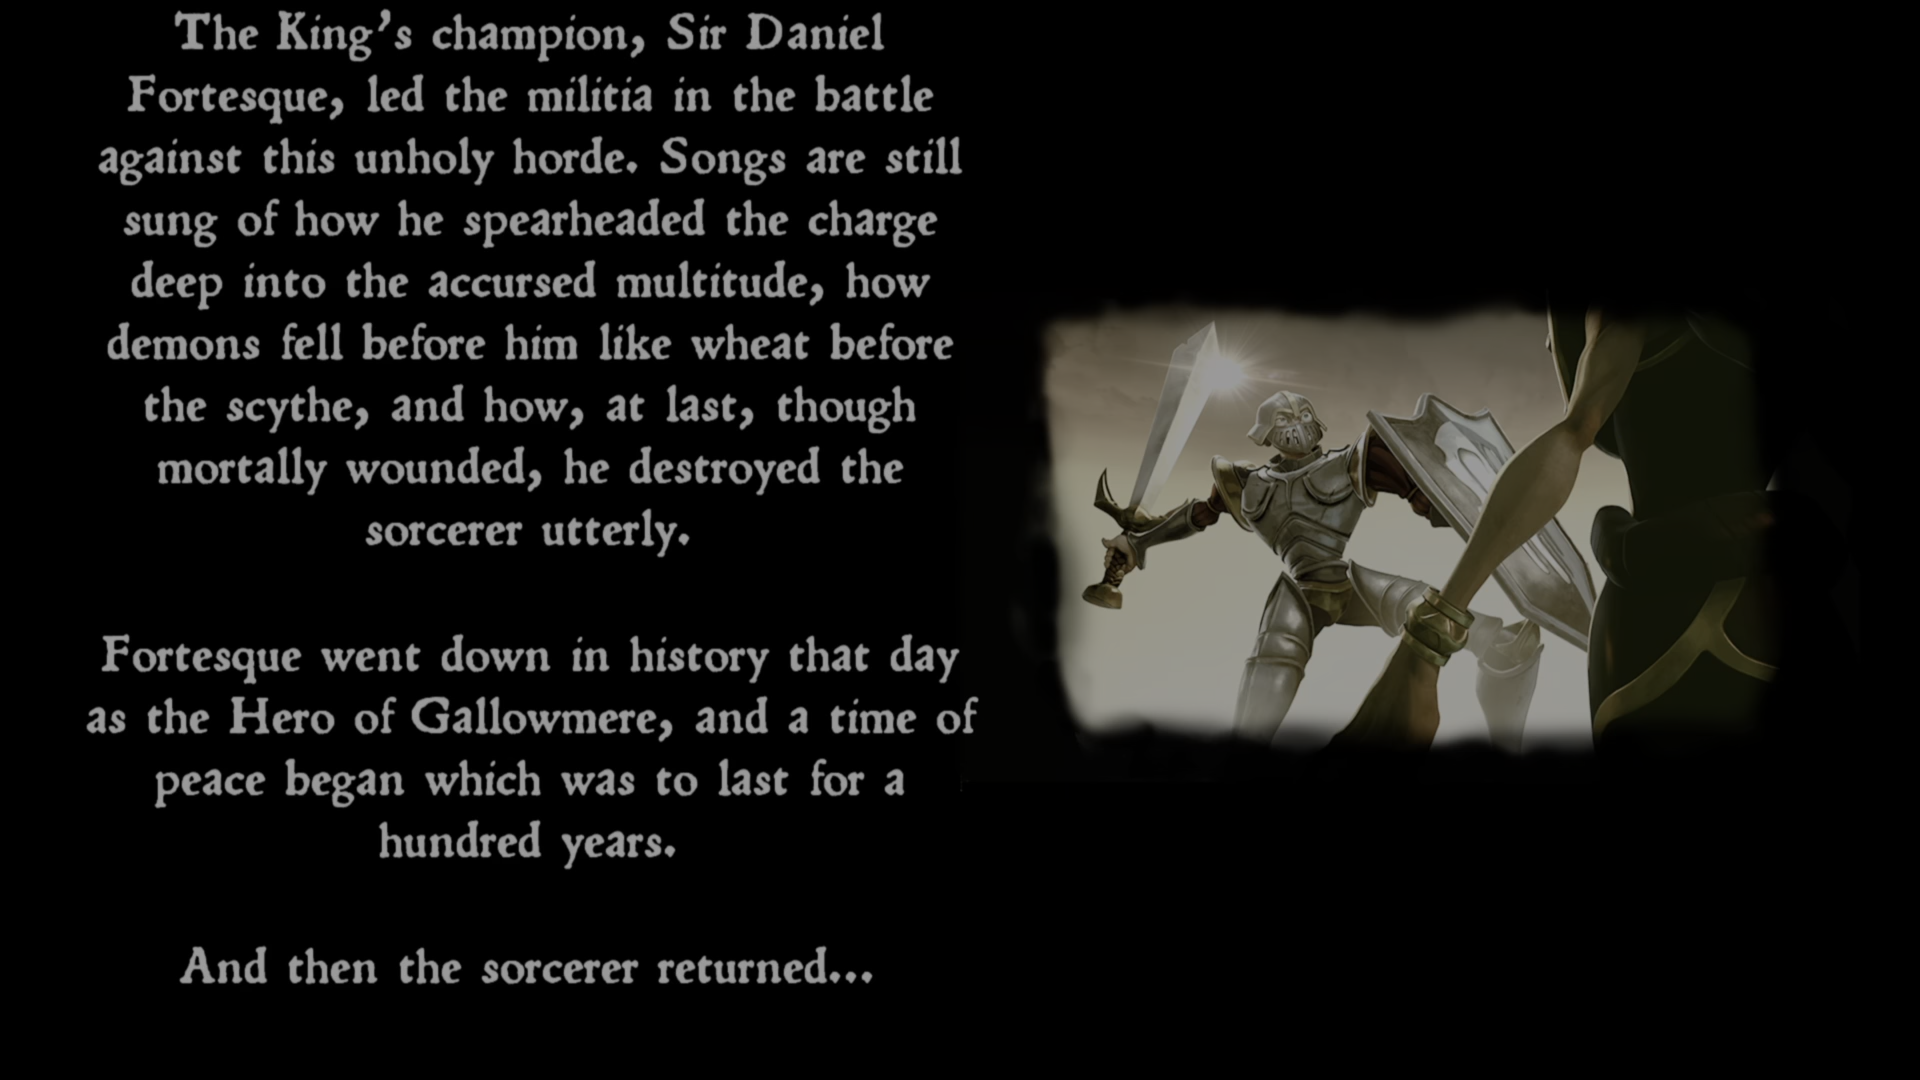 The King's champion, Sir Daniel
Fortesque, led the militia in the battle
against this unholy horde. Songs are still
sung of how he spearheaded the charge
deep into the accursed multitude, how
demons fell before him like wheat before
the scythe, and how, at last, though
mortally wounded, he destroyed the
sorcerer utterly.
Fortesque went down in history that day
as the Hero of Gallowmere, and a time of
peace began which was to last for a
hundred years.
And then the sorcerer returned...